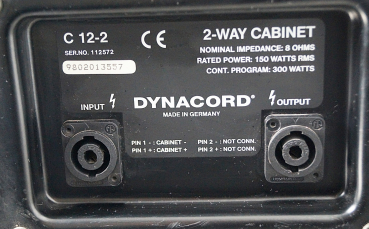 C 12-2
SER.NO. 112572
9802013557
CE
2-WAY CABINET
NOMINAL IMPEDANCE: 8 OHMS
RATED POWER: 150 WATTS RMS
CONT. PROGRAM: 300 WATTS
INPUT
DYNACORD®
OUTPUT
MADE IN GERMANY
PIN 1 - : CABINET - PIN 2 - : NOT CONN.
PIN 1 + : CABINET + PIN 2 + : NOT CONN.